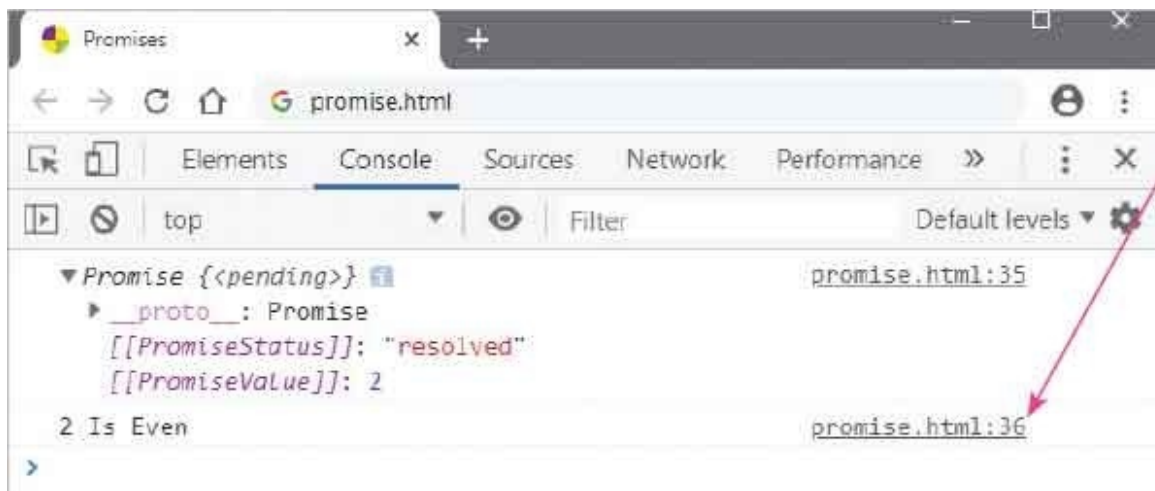 Promises
promise.html
Elements Console Sources Network Performance »
top Filter Default levels
Promise {<pending>} i promise.html:35
__proto__: Promise
[[PromiseStatus]]: "resolved"
[[PromiseValue]]: 2
2 Is Even promise.html:36
>